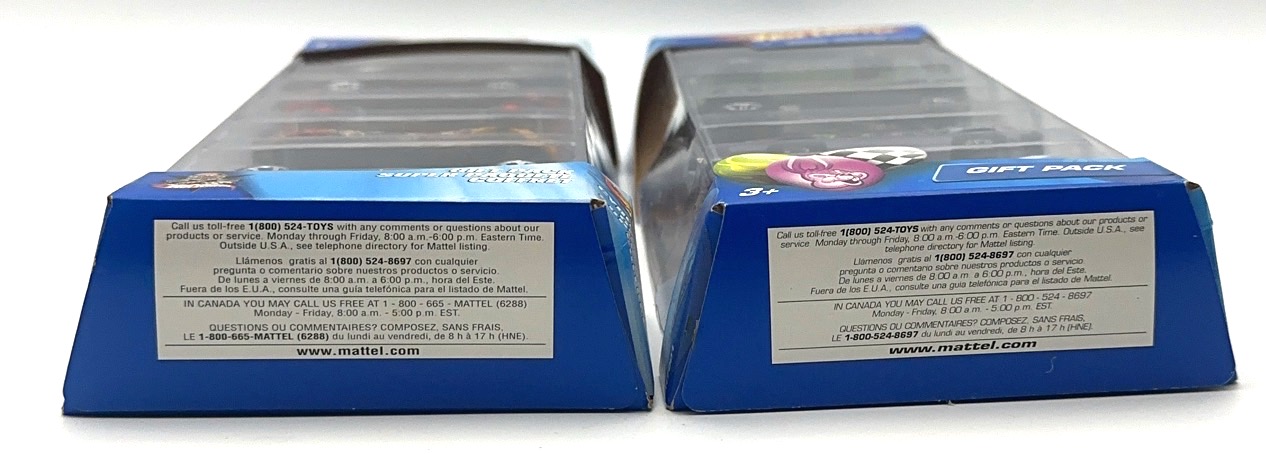 GIFT PACK
SUPER PAQUETE
COFFRET
Call us toll-free 1(800) 524-TOYS with any comments or questions about our
products or service. Monday through Friday, 8:00 a.m.-6:00 p.m. Eastern Time.
Outside U.S.A., see telephone directory for Mattel listing.
Llámenos gratis al 1(800) 524-8697 con cualquier
pregunta o comentario sobre nuestros productos o servicio.
De lunes a viernes de 8:00 a.m. a 6:00 p.m., hora del Este.
Fuera de los E.U.A., consulte una guía telefónica para el listado de Mattel.
IN CANADA YOU MAY CALL US FREE AT 1 - 800 - 665 - MATTEL (6288)
Monday - Friday, 8:00 a.m. - 5:00 p.m. EST.
QUESTIONS OU COMMENTAIRES? COMPOSEZ, SANS FRAIS,
LE 1-800-665-MATTEL (6288) du lundi au vendredi, de 8 h à 17 h (HNE).
www.mattel.com
3+
GIFT PACK
Call us toll-free 1(800) 524-TOYS with any comments or questions about our products or
service Monday through Friday, 8:00 a.m.-6:00 p.m. Eastern Time. Outside U.S.A., see
telephone directory for Mattel listing.
Llámenos gratis al 1(800) 524-8697 con cualquier
pregunta o comentario sobre nuestros productos o servicio.
De lunes a viernes de 8:00 a.m. a 6:00 p.m., hora del Este.
Fuera de los E.U.A., consulte una guía telefónica para el listado de Mattel.
IN CANADA YOU MAY CALL US FREE AT 1 - 800 - 524 - 8697
Monday - Friday, 8:00 a.m. - 5:00 p.m. EST.
QUESTIONS OU COMMENTAIRES? COMPOSEZ, SANS FRAIS,
LE 1-800-524-8697 du lundi au vendredi, de 8 h à 17 h (HNE).
www.mattel.com